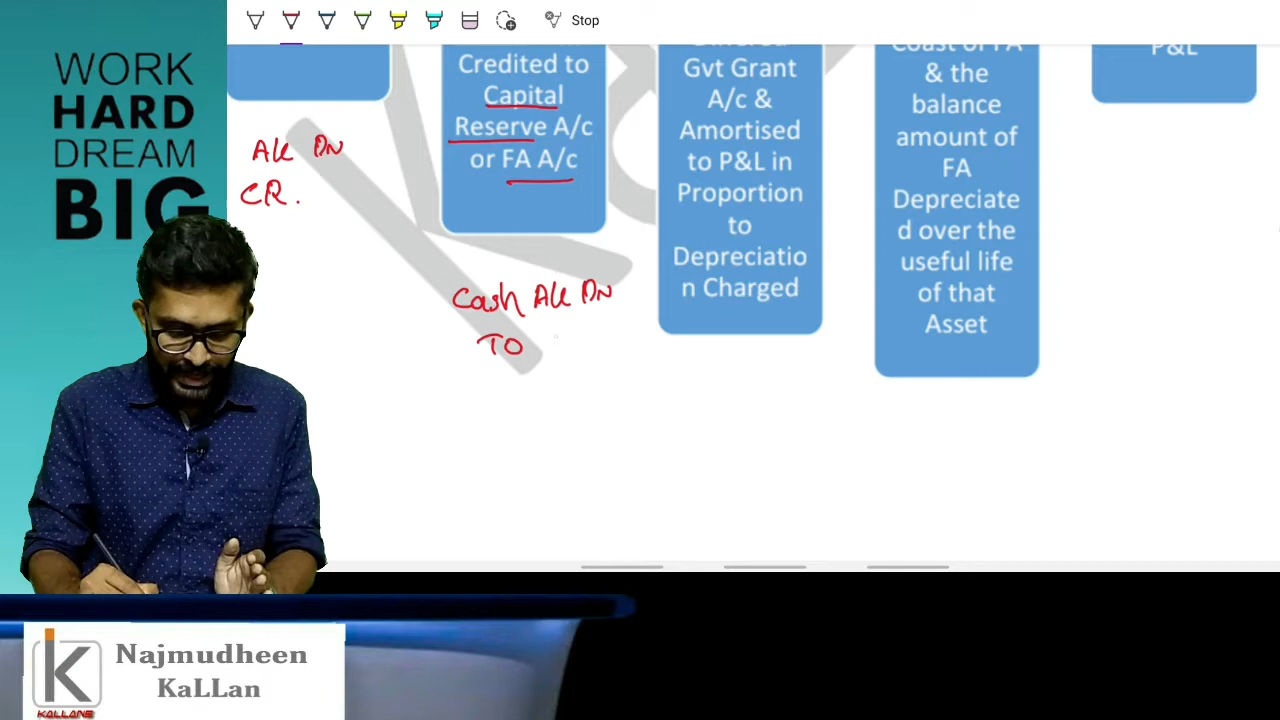 Stop
WORK
HARD
DREAM
BIG
Credited to
Capital
Reserve A/c
or FA A/c
Gvt Grant
A/c &
Amortised
to P&L in
Proportion
to
Depreciatio
n Charged
& the
balance
amount of
FA
Depreciate
d over the
useful life
of that
Asset
P&L
A/c Dr
CR.
Cash A/c Dr
TO
Najmudheen
KaLLan
KALLANS